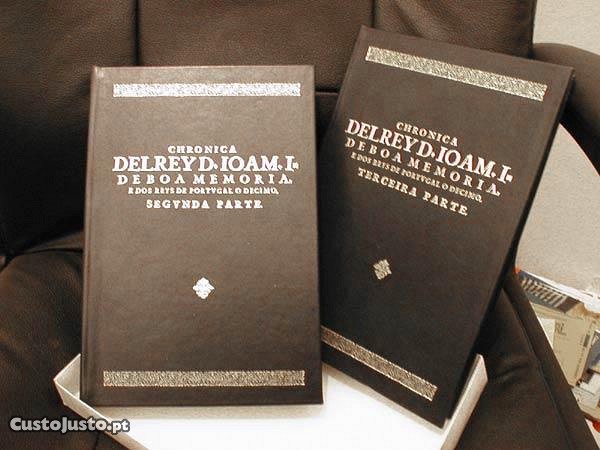 CHRONICA
DELREY D. IOAM. I.
DE BOA MEMORIA.
E DOS REYS DE PORTVGAL O DECIMO.
SEGVNDA PARTE.
CHRONICA
DELREY D. IOAM. I.
DE BOA MEMORIA,
E DOS REYS DE PORTVGAL O DECIMO,
TERCEIRA PARTE.
CustoJusto.pt